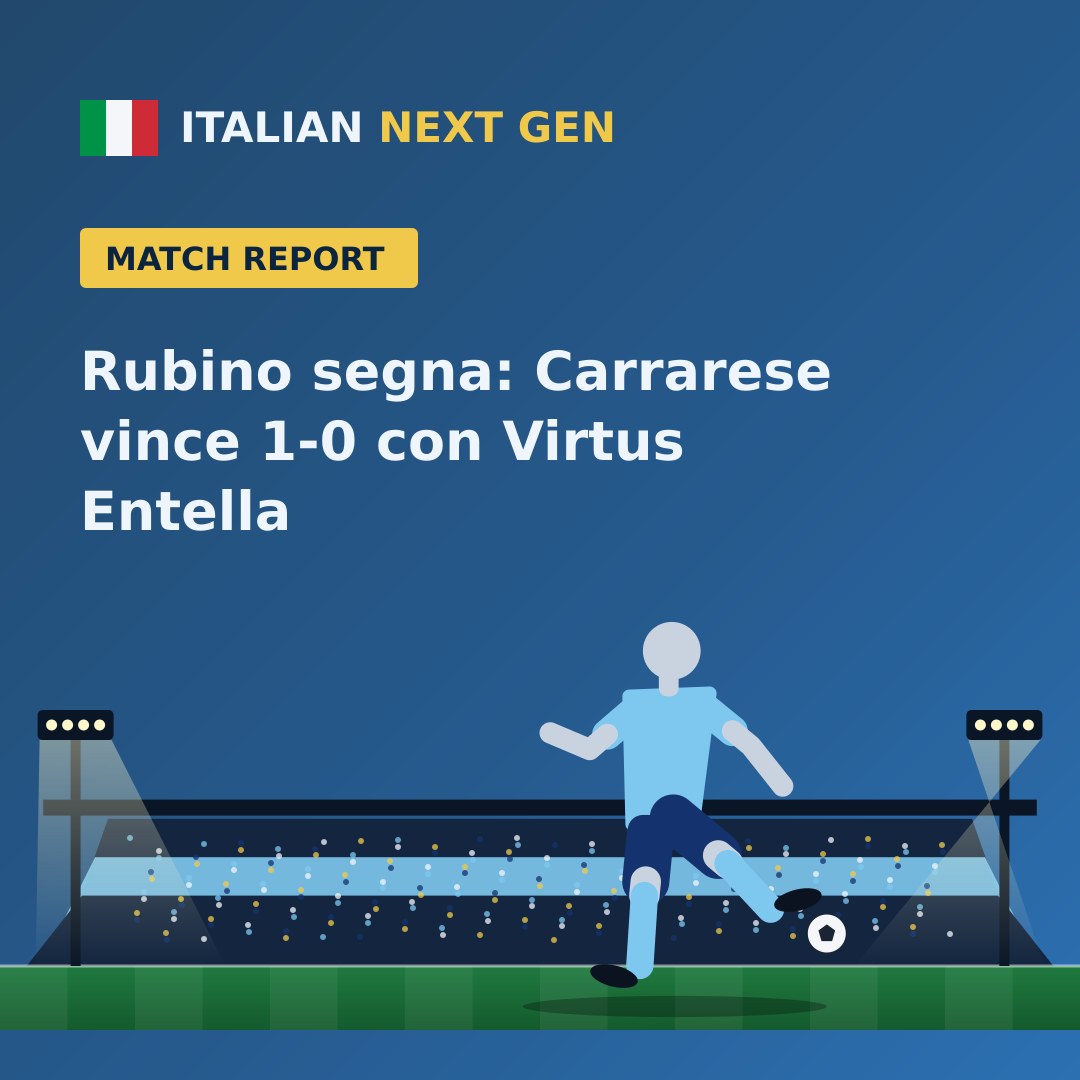 ITALIAN NEXT GEN
MATCH REPORT
Rubino segna: Carrarese
vince 1-0 con Virtus
Entella